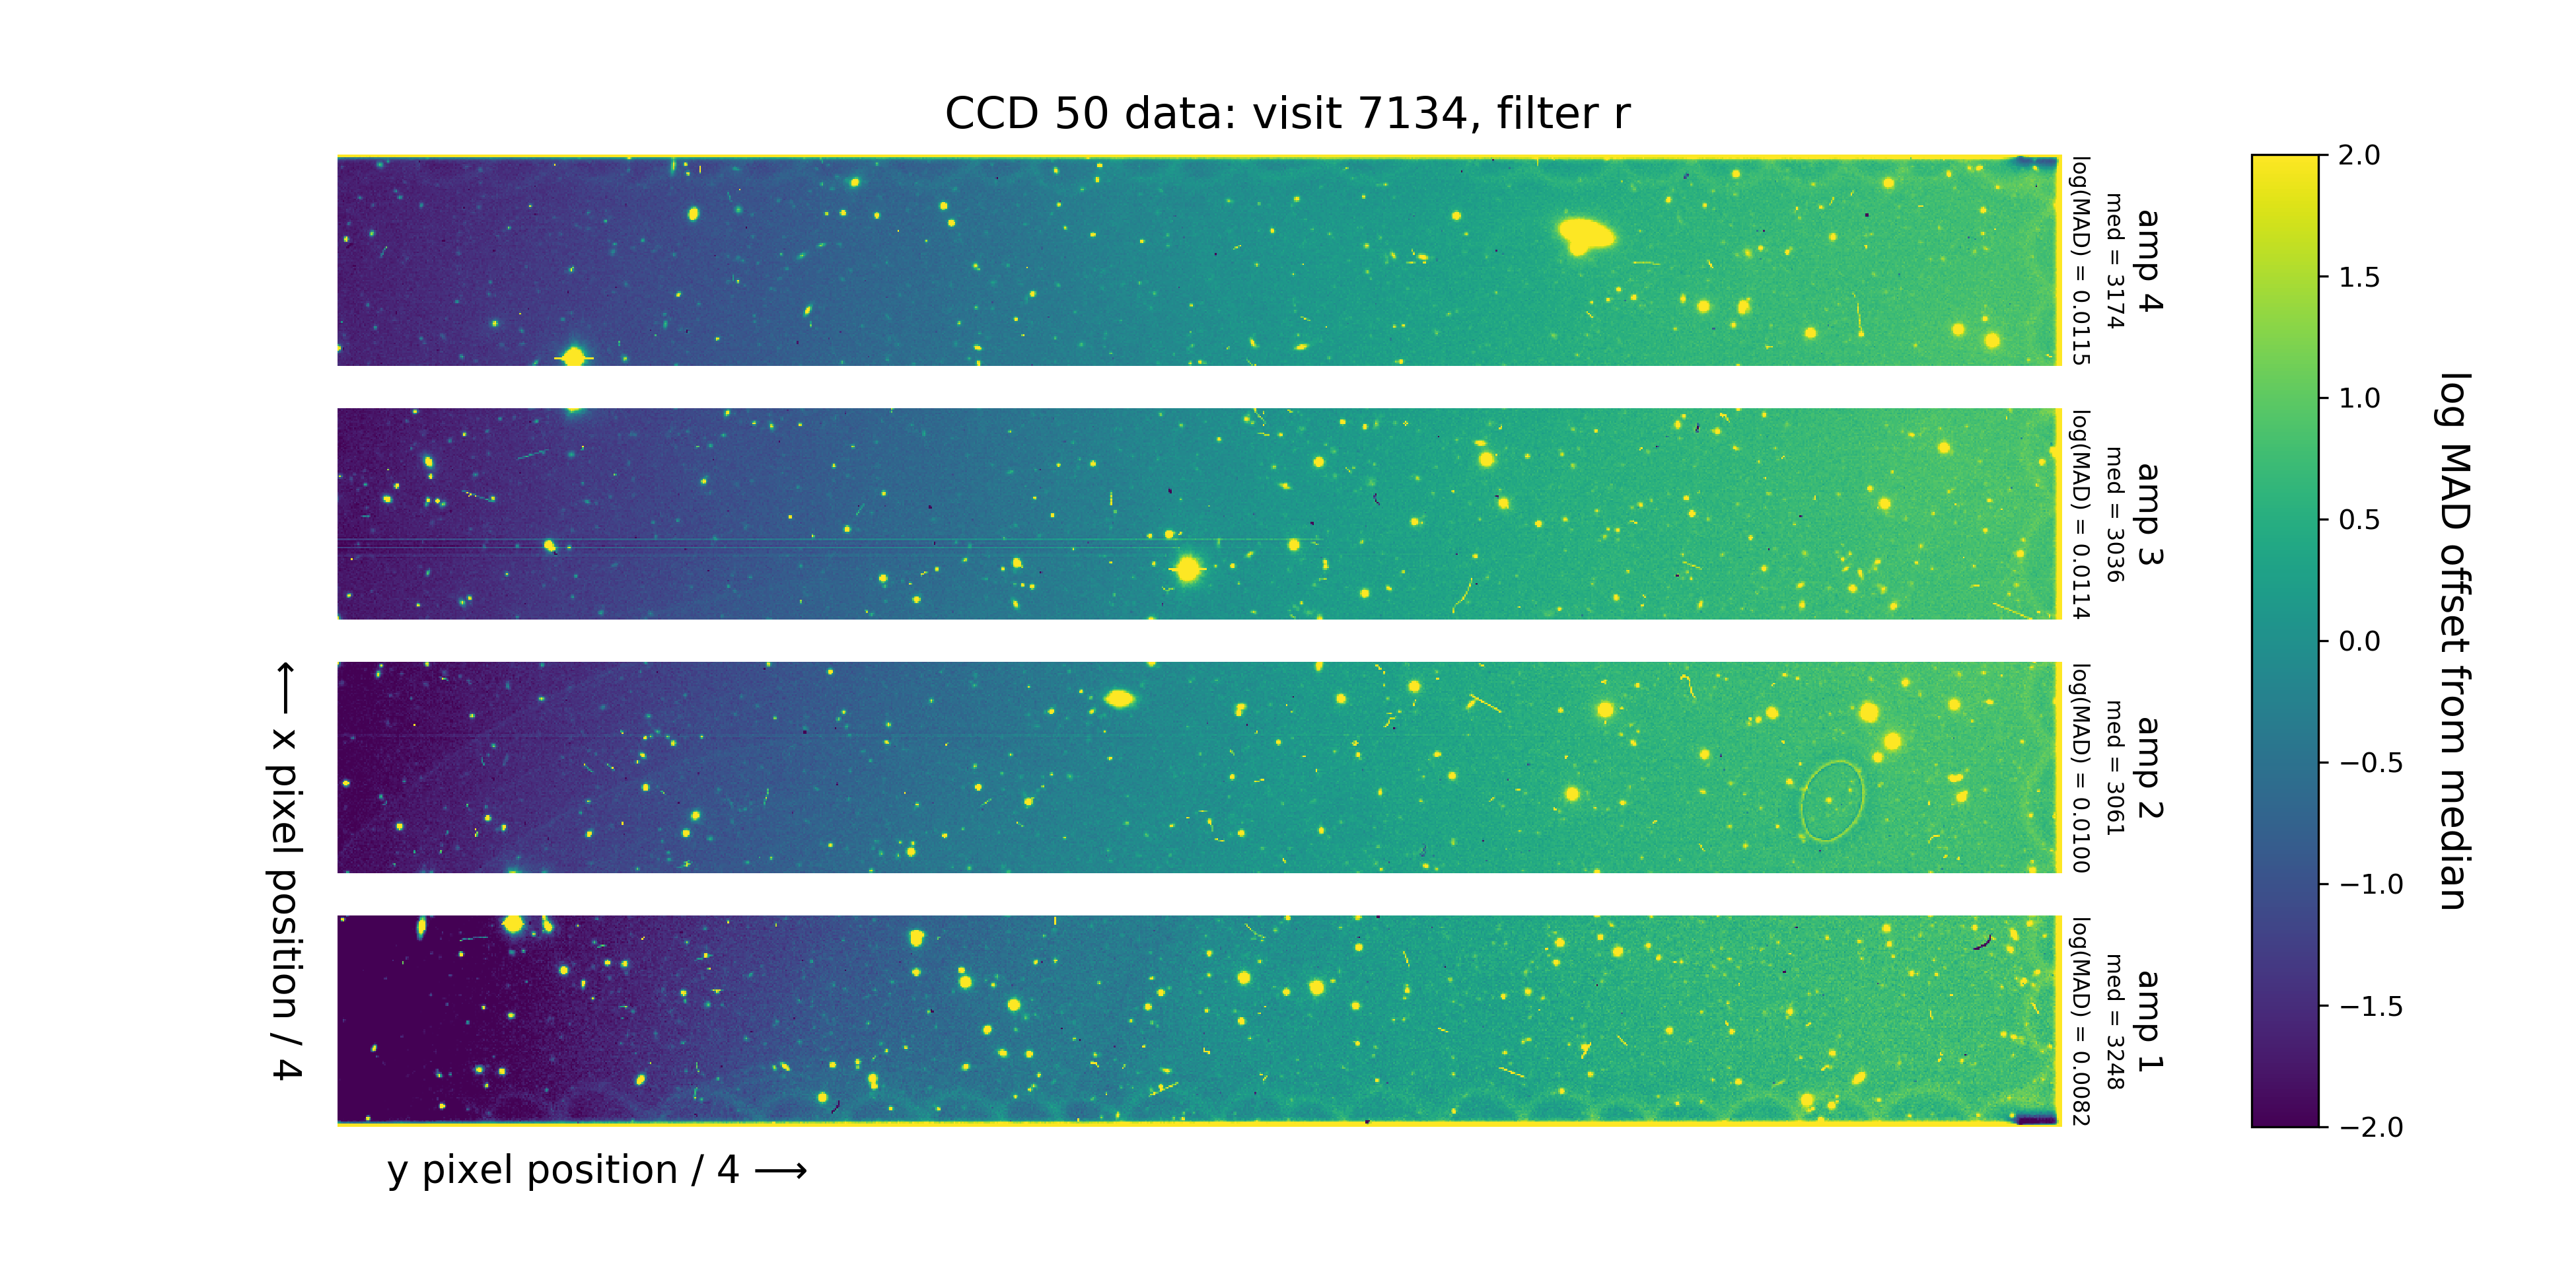 CCD 50 data: visit 7134, filter r
amp 4
med = 3174
log(MAD) = 0.0115
amp 3
med = 3036
log(MAD) = 0.0114
amp 2
med = 3061
log(MAD) = 0.0100
amp 1
med = 3248
log(MAD) = 0.0082
⟵ x pixel position / 4
y pixel position / 4 ⟶
2.0
1.5
1.0
0.5
0.0
−0.5
−1.0
−1.5
−2.0
log MAD offset from median